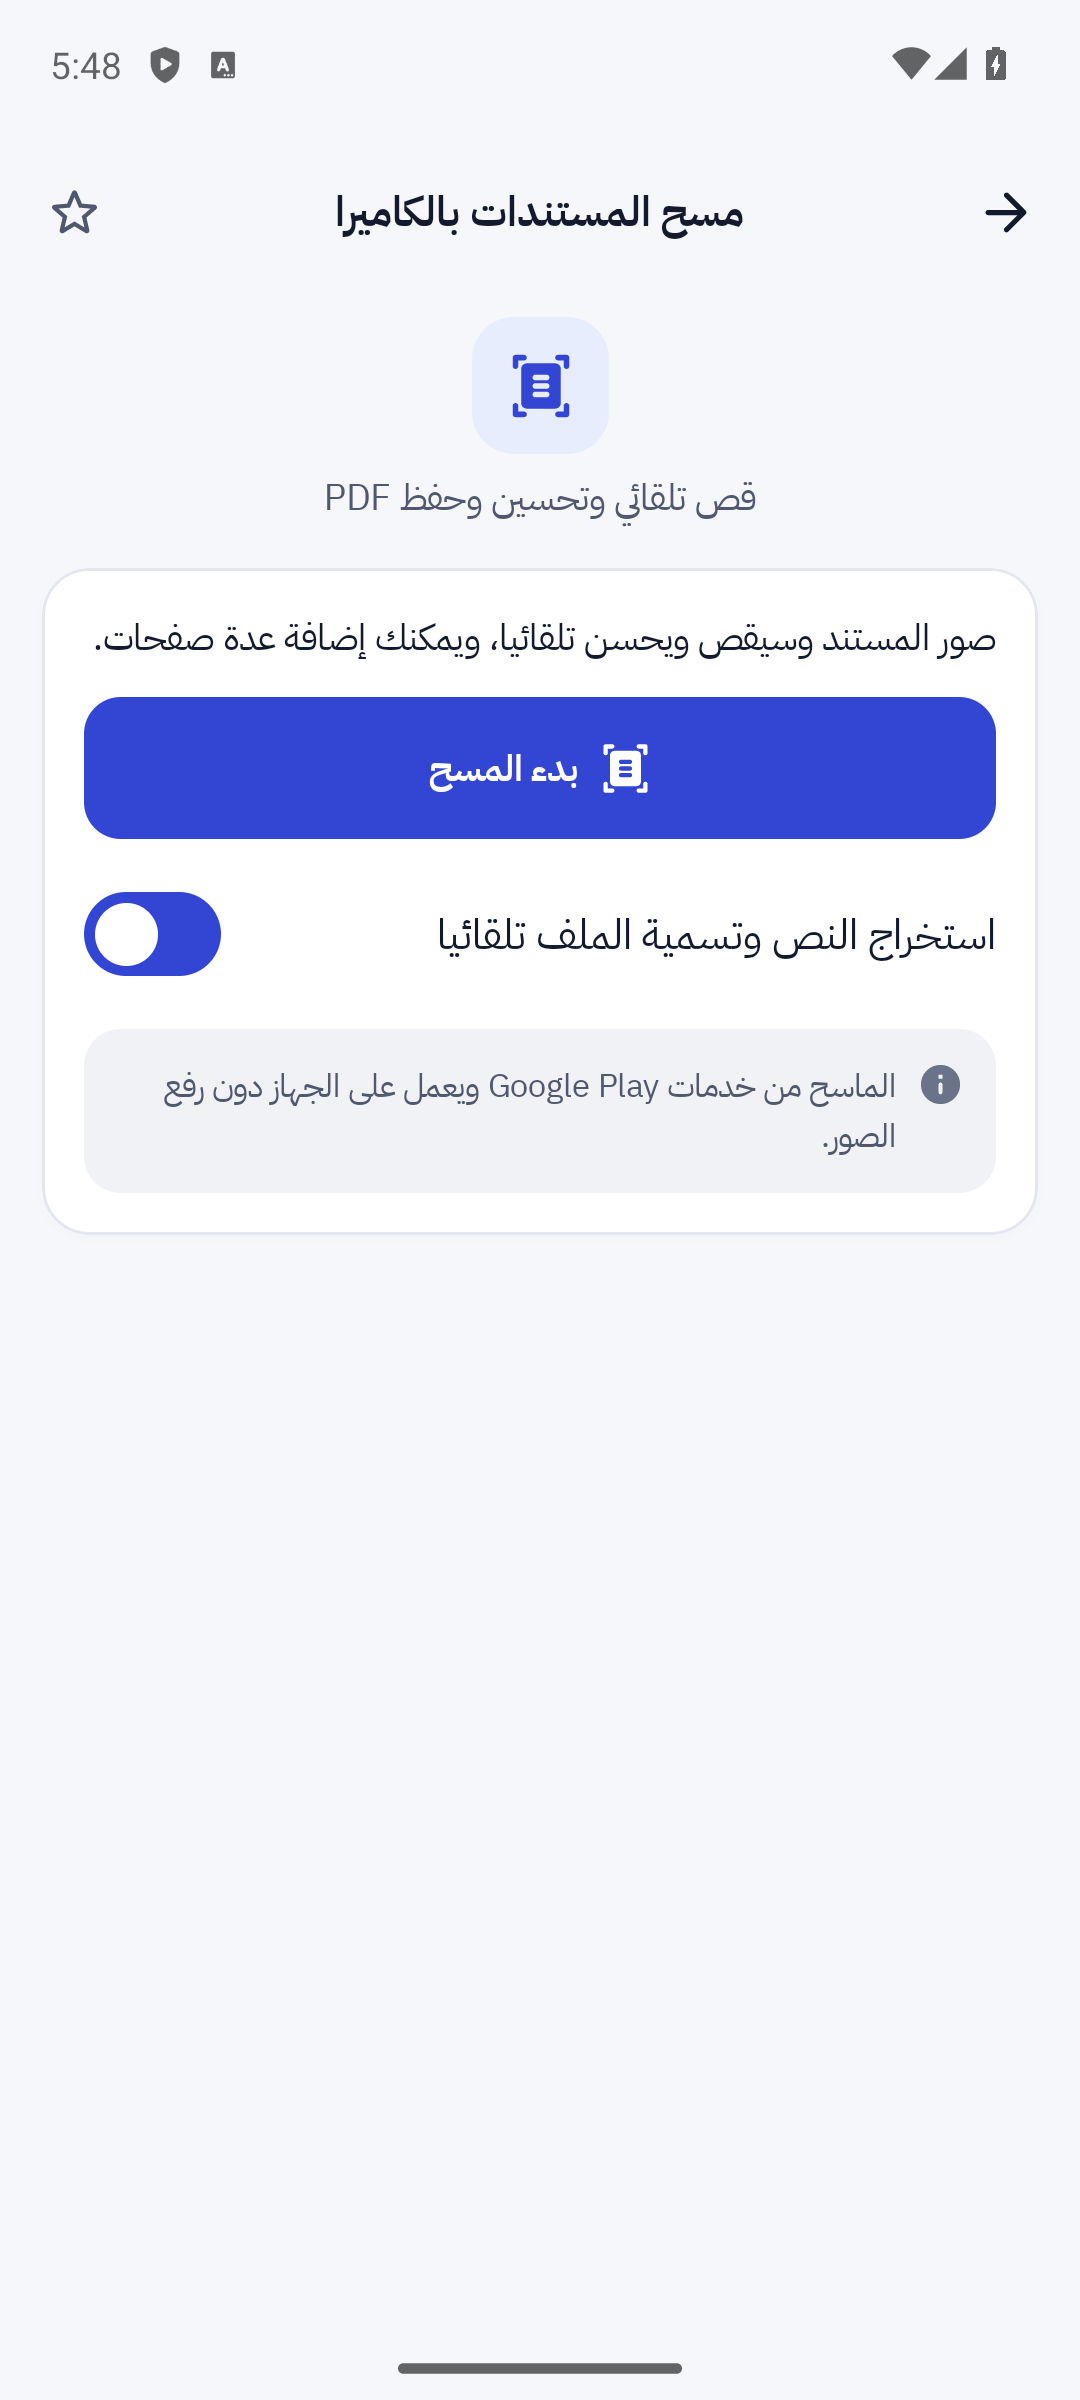 5:48
مسح المستندات بالكاميرا
قص تلقائي وتحسين وحفظ PDF
صور المستند وسيقص ويحسن تلقائيا، ويمكنك إضافة عدة صفحات.
بدء المسح
استخراج النص وتسمية الملف تلقائيا
الماسح من خدمات Google Play ويعمل على الجهاز دون رفع
الصور.